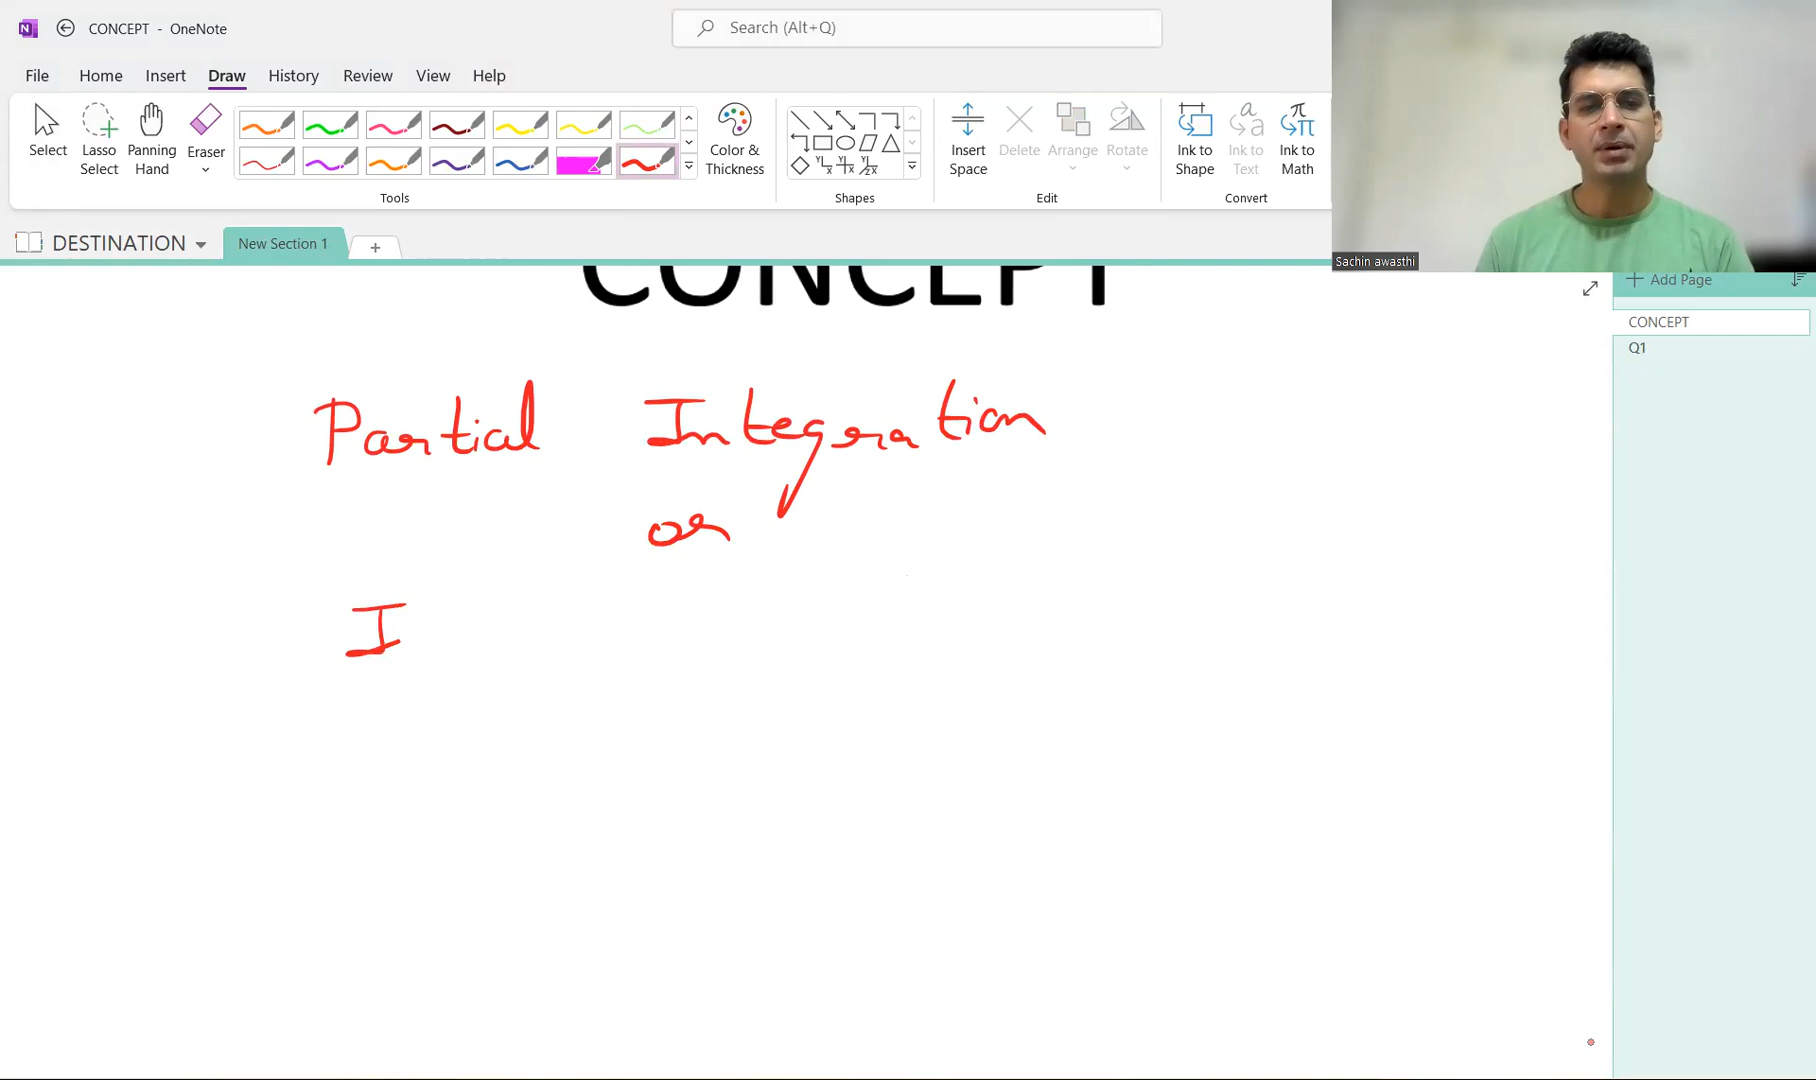 CONCEPT - OneNote
Search (Alt+Q)
File Home Insert Draw History Review View Help
Select
Lasso Select
Panning Hand
Eraser
Color & Thickness
Insert Space
Delete
Arrange
Rotate
Ink to Shape
Ink to Text
Ink to Math
Tools
Shapes
Edit
Convert
DESTINATION
New Section 1
Sachin awasthi
Add Page
CONCEPT
Q1
CONCEPT
Partial Integeration
or
I